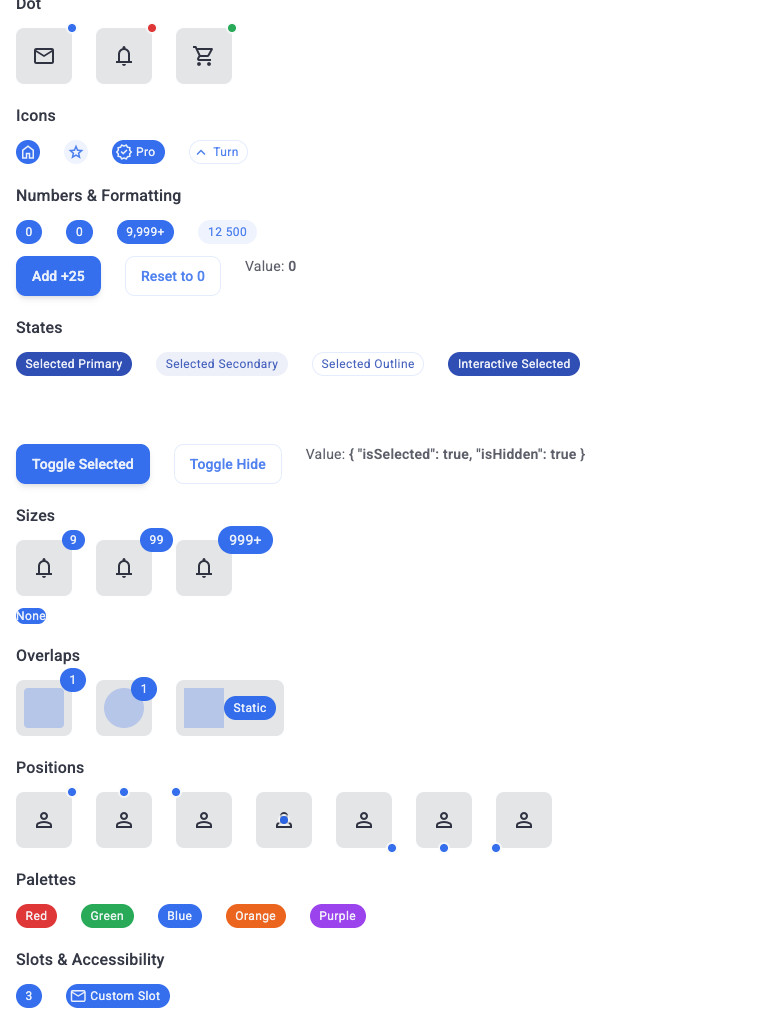 Dot
Icons
Pro
Turn
Numbers & Formatting
0
0
9,999+
12 500
Add +25
Reset to 0
Value: 0
States
Selected Primary
Selected Secondary
Selected Outline
Interactive Selected
Toggle Selected
Toggle Hide
Value: { "isSelected": true, "isHidden": true }
Sizes
9
99
999+
None
Overlaps
1
1
Static
Positions
Palettes
Red
Green
Blue
Orange
Purple
Slots & Accessibility
3
Custom Slot